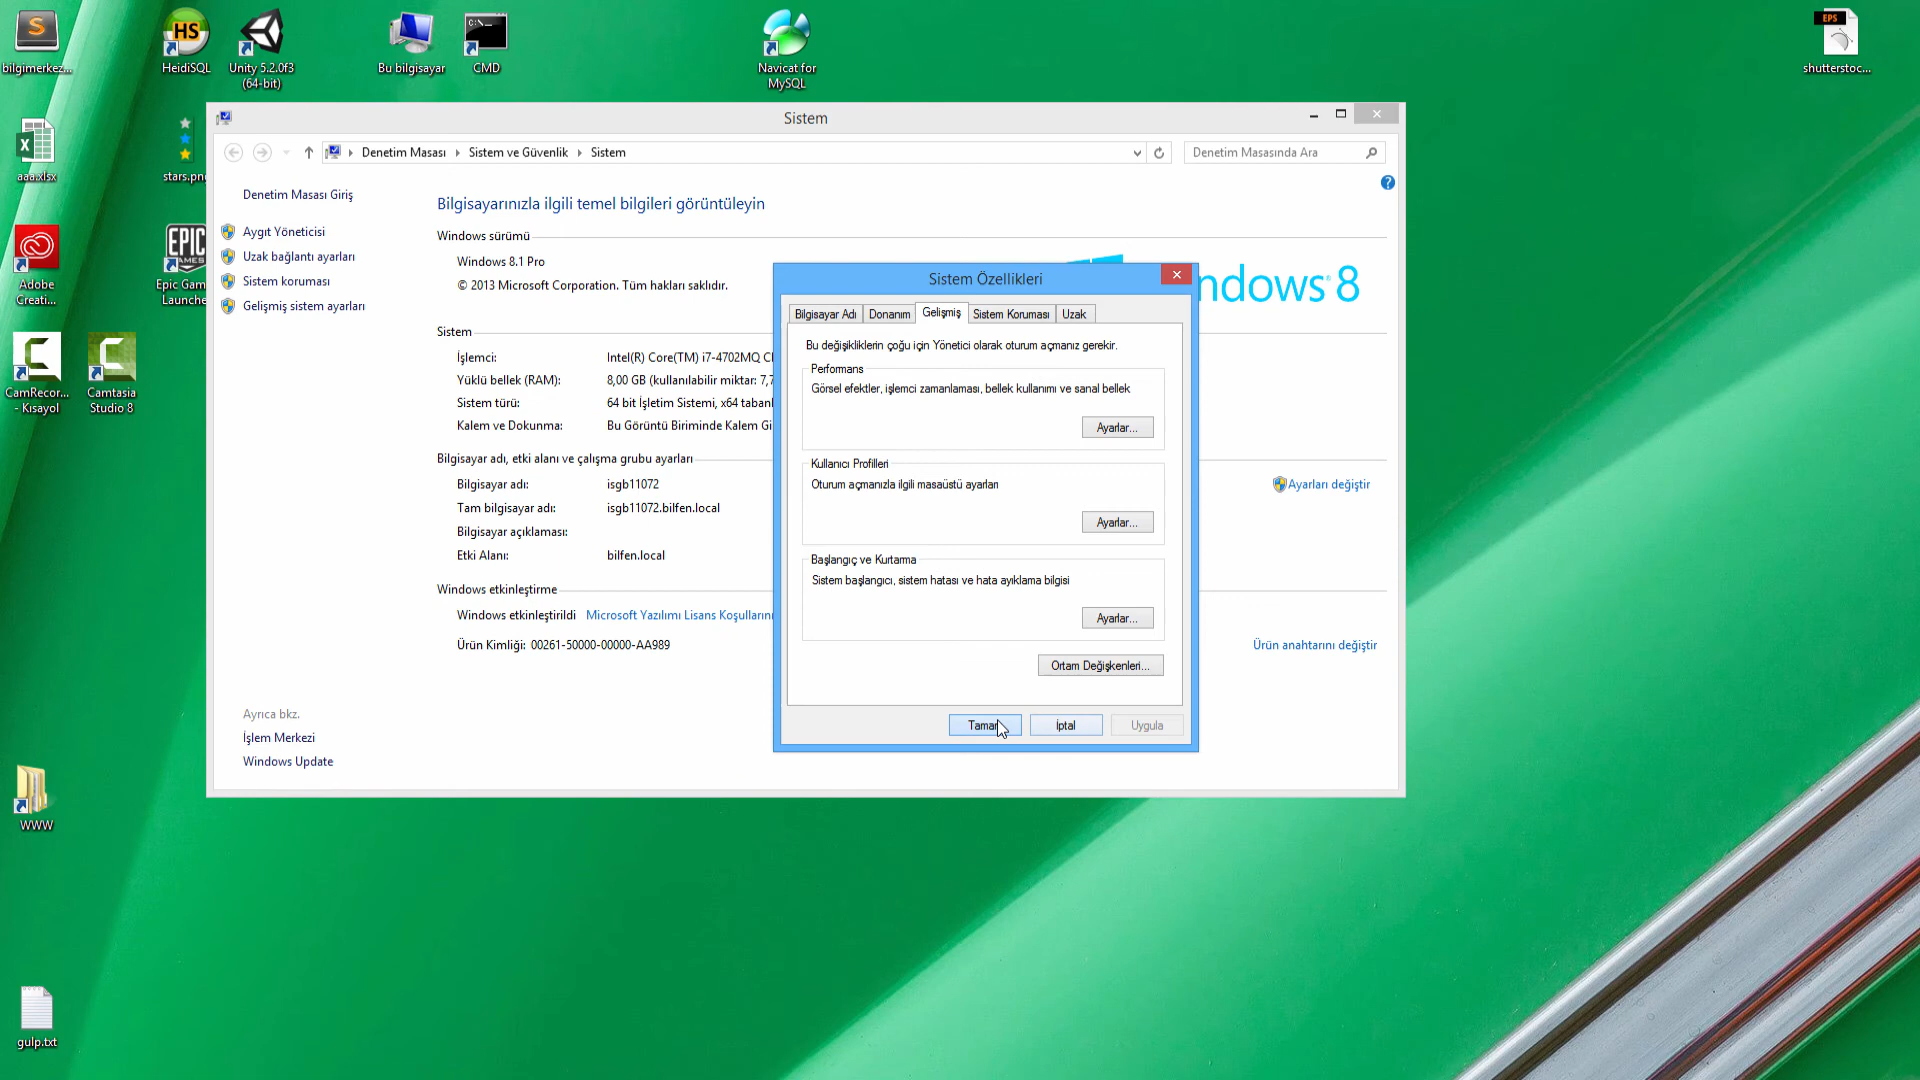 bilgimerkez...
HeidiSQL
Unity 5.2.0f3
(64-bit)
Bu bilgisayar
CMD
Navicat for
MySQL
EPS
shutterstoc...
aaa.xlsx
stars.pn
Adobe
Creati...
EPIC
GAMES
Epic Gam
Launche
CamRecor...
- Kısayol
Camtasia
Studio 8
WWW
gulp.txt
Sistem
Denetim Masası
Sistem ve Güvenlik
Sistem
Denetim Masasında Ara
Denetim Masası Giriş
Aygıt Yöneticisi
Uzak bağlantı ayarları
Sistem koruması
Gelişmiş sistem ayarları
Ayrıca bkz.
İşlem Merkezi
Windows Update
Bilgisayarınızla ilgili temel bilgileri görüntüleyin
Windows sürümü
Windows 8.1 Pro
© 2013 Microsoft Corporation. Tüm hakları saklıdır.
ndows 8
Sistem
İşlemci: Intel(R) Core(TM) i7-4702MQ C
Yüklü bellek (RAM): 8,00 GB (kullanılabilir miktar: 7,7
Sistem türü: 64 bit İşletim Sistemi, x64 taban
Kalem ve Dokunma: Bu Görüntü Biriminde Kalem Gi
Bilgisayar adı, etki alanı ve çalışma grubu ayarları
Bilgisayar adı: isgb11072
Ayarları değiştir
Tam bilgisayar adı: isgb11072.bilfen.local
Bilgisayar açıklaması:
Etki Alanı: bilfen.local
Windows etkinleştirme
Windows etkinleştirildi Microsoft Yazılımı Lisans Koşulların
Ürün Kimliği: 00261-50000-00000-AA989
Ürün anahtarını değiştir
Sistem Özellikleri
Bilgisayar Adı
Donanım
Gelişmiş
Sistem Koruması
Uzak
Bu değişikliklerin çoğu için Yönetici olarak oturum açmanız gerekir.
Performans
Görsel efektler, işlemci zamanlaması, bellek kullanımı ve sanal bellek
Ayarlar...
Kullanıcı Profilleri
Oturum açmanızla ilgili masaüstü ayarları
Ayarlar...
Başlangıç ve Kurtarma
Sistem başlangıcı, sistem hatası ve hata ayıklama bilgisi
Ayarlar...
Ortam Değişkenleri...
Tamam
İptal
Uygula